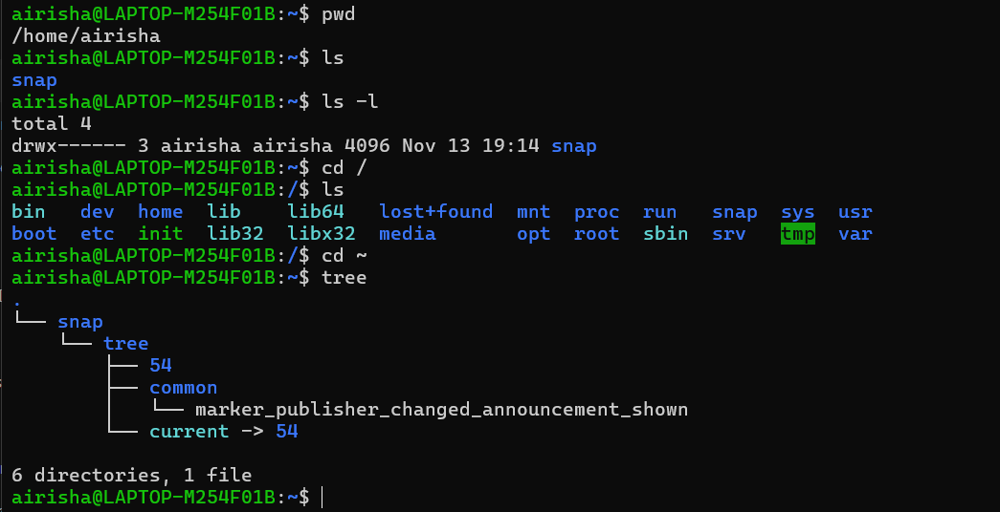 airisha@LAPTOP-M254F01B:~$ pwd
/home/airisha
airisha@LAPTOP-M254F01B:~$ ls
snap
airisha@LAPTOP-M254F01B:~$ ls -l
total 4
drwx------ 3 airisha airisha 4096 Nov 13 19:14 snap
airisha@LAPTOP-M254F01B:~$ cd /
airisha@LAPTOP-M254F01B:/$ ls
bin   dev  home  lib    lib64   lost+found  mnt  proc  run   snap  sys  usr
boot  etc  init  lib32  libx32  media       opt  root  sbin  srv   tmp  var
airisha@LAPTOP-M254F01B:/$ cd ~
airisha@LAPTOP-M254F01B:~$ tree
.
└── snap
    └── tree
        ├── 54
        ├── common
        │   └── marker_publisher_changed_announcement_shown
        └── current -> 54

6 directories, 1 file
airisha@LAPTOP-M254F01B:~$